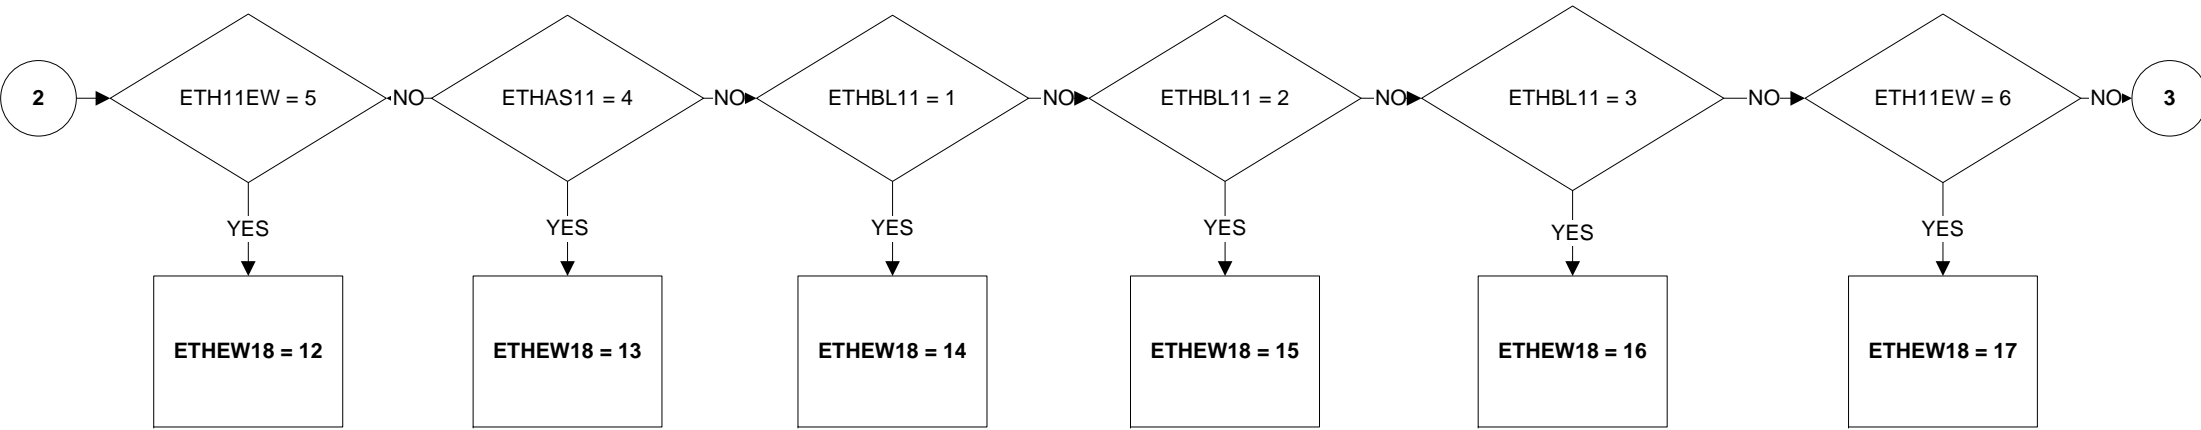 2
ETH11EW = 5
NO
ETHAS11 = 4
NO
ETHBL11 = 1
NO
ETHBL11 = 2
NO
ETHBL11 = 3
NO
ETH11EW = 6
NO
3
YES
YES
YES
YES
YES
YES
ETHEW18 = 12
ETHEW18 = 13
ETHEW18 = 14
ETHEW18 = 15
ETHEW18 = 16
ETHEW18 = 17